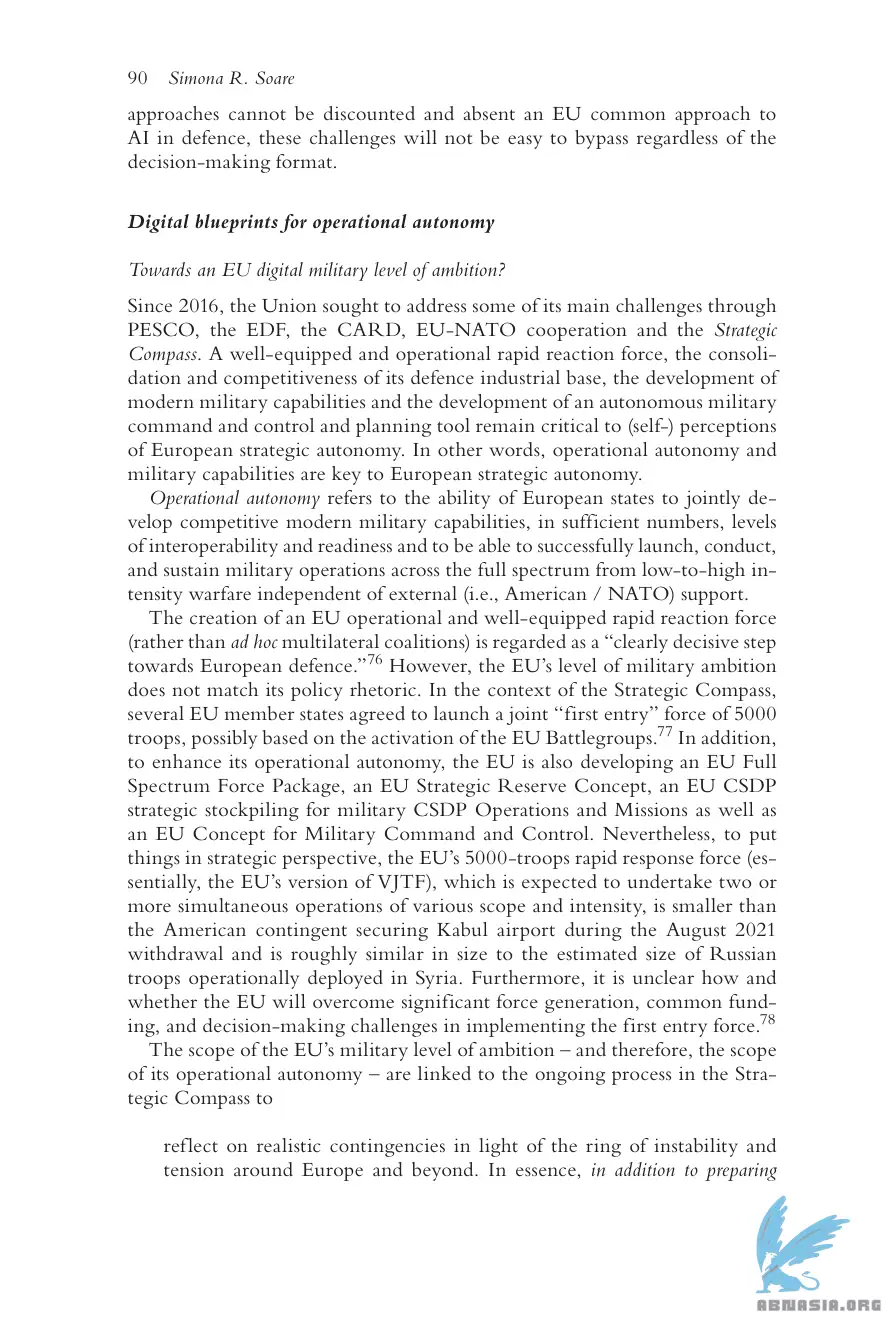 90 Simona R. Soare
approaches cannot be discounted and absent an EU common approach to
AI in defence, these challenges will not be easy to bypass regardless of the
decision-making format.
Digital blueprints for operational autonomy
Towards an EU digital military level of ambition?
Since 2016, the Union sought to address some of its main challenges through
PESCO, the EDF, the CARD, EU-NATO cooperation and the Strategic
Compass. A well-equipped and operational rapid reaction force, the consoli-
dation and competitiveness of its defence industrial base, the development of
modern military capabilities and the development of an autonomous military
command and control and planning tool remain critical to (self-) perceptions
of European strategic autonomy. In other words, operational autonomy and
military capabilities are key to European strategic autonomy.
Operational autonomy refers to the ability of European states to jointly de-
velop competitive modern military capabilities, in sufficient numbers, levels
of interoperability and readiness and to be able to successfully launch, conduct,
and sustain military operations across the full spectrum from low-to-high in-
tensity warfare independent of external (i.e., American / NATO) support.
The creation of an EU operational and well-equipped rapid reaction force
(rather than ad hoc multilateral coalitions) is regarded as a “clearly decisive step
towards European defence.”76 However, the EU’s level of military ambition
does not match its policy rhetoric. In the context of the Strategic Compass,
several EU member states agreed to launch a joint “first entry” force of 5000
troops, possibly based on the activation of the EU Battlegroups.77 In addition,
to enhance its operational autonomy, the EU is also developing an EU Full
Spectrum Force Package, an EU Strategic Reserve Concept, an EU CSDP
strategic stockpiling for military CSDP Operations and Missions as well as
an EU Concept for Military Command and Control. Nevertheless, to put
things in strategic perspective, the EU’s 5000-troops rapid response force (es-
sentially, the EU’s version of VJTF), which is expected to undertake two or
more simultaneous operations of various scope and intensity, is smaller than
the American contingent securing Kabul airport during the August 2021
withdrawal and is roughly similar in size to the estimated size of Russian
troops operationally deployed in Syria. Furthermore, it is unclear how and
whether the EU will overcome significant force generation, common fund-
ing, and decision-making challenges in implementing the first entry force.78
The scope of the EU’s military level of ambition – and therefore, the scope
of its operational autonomy – are linked to the ongoing process in the Stra-
tegic Compass to
reflect on realistic contingencies in light of the ring of instability and
tension around Europe and beyond. In essence, in addition to preparing
ABNASIA.ORG